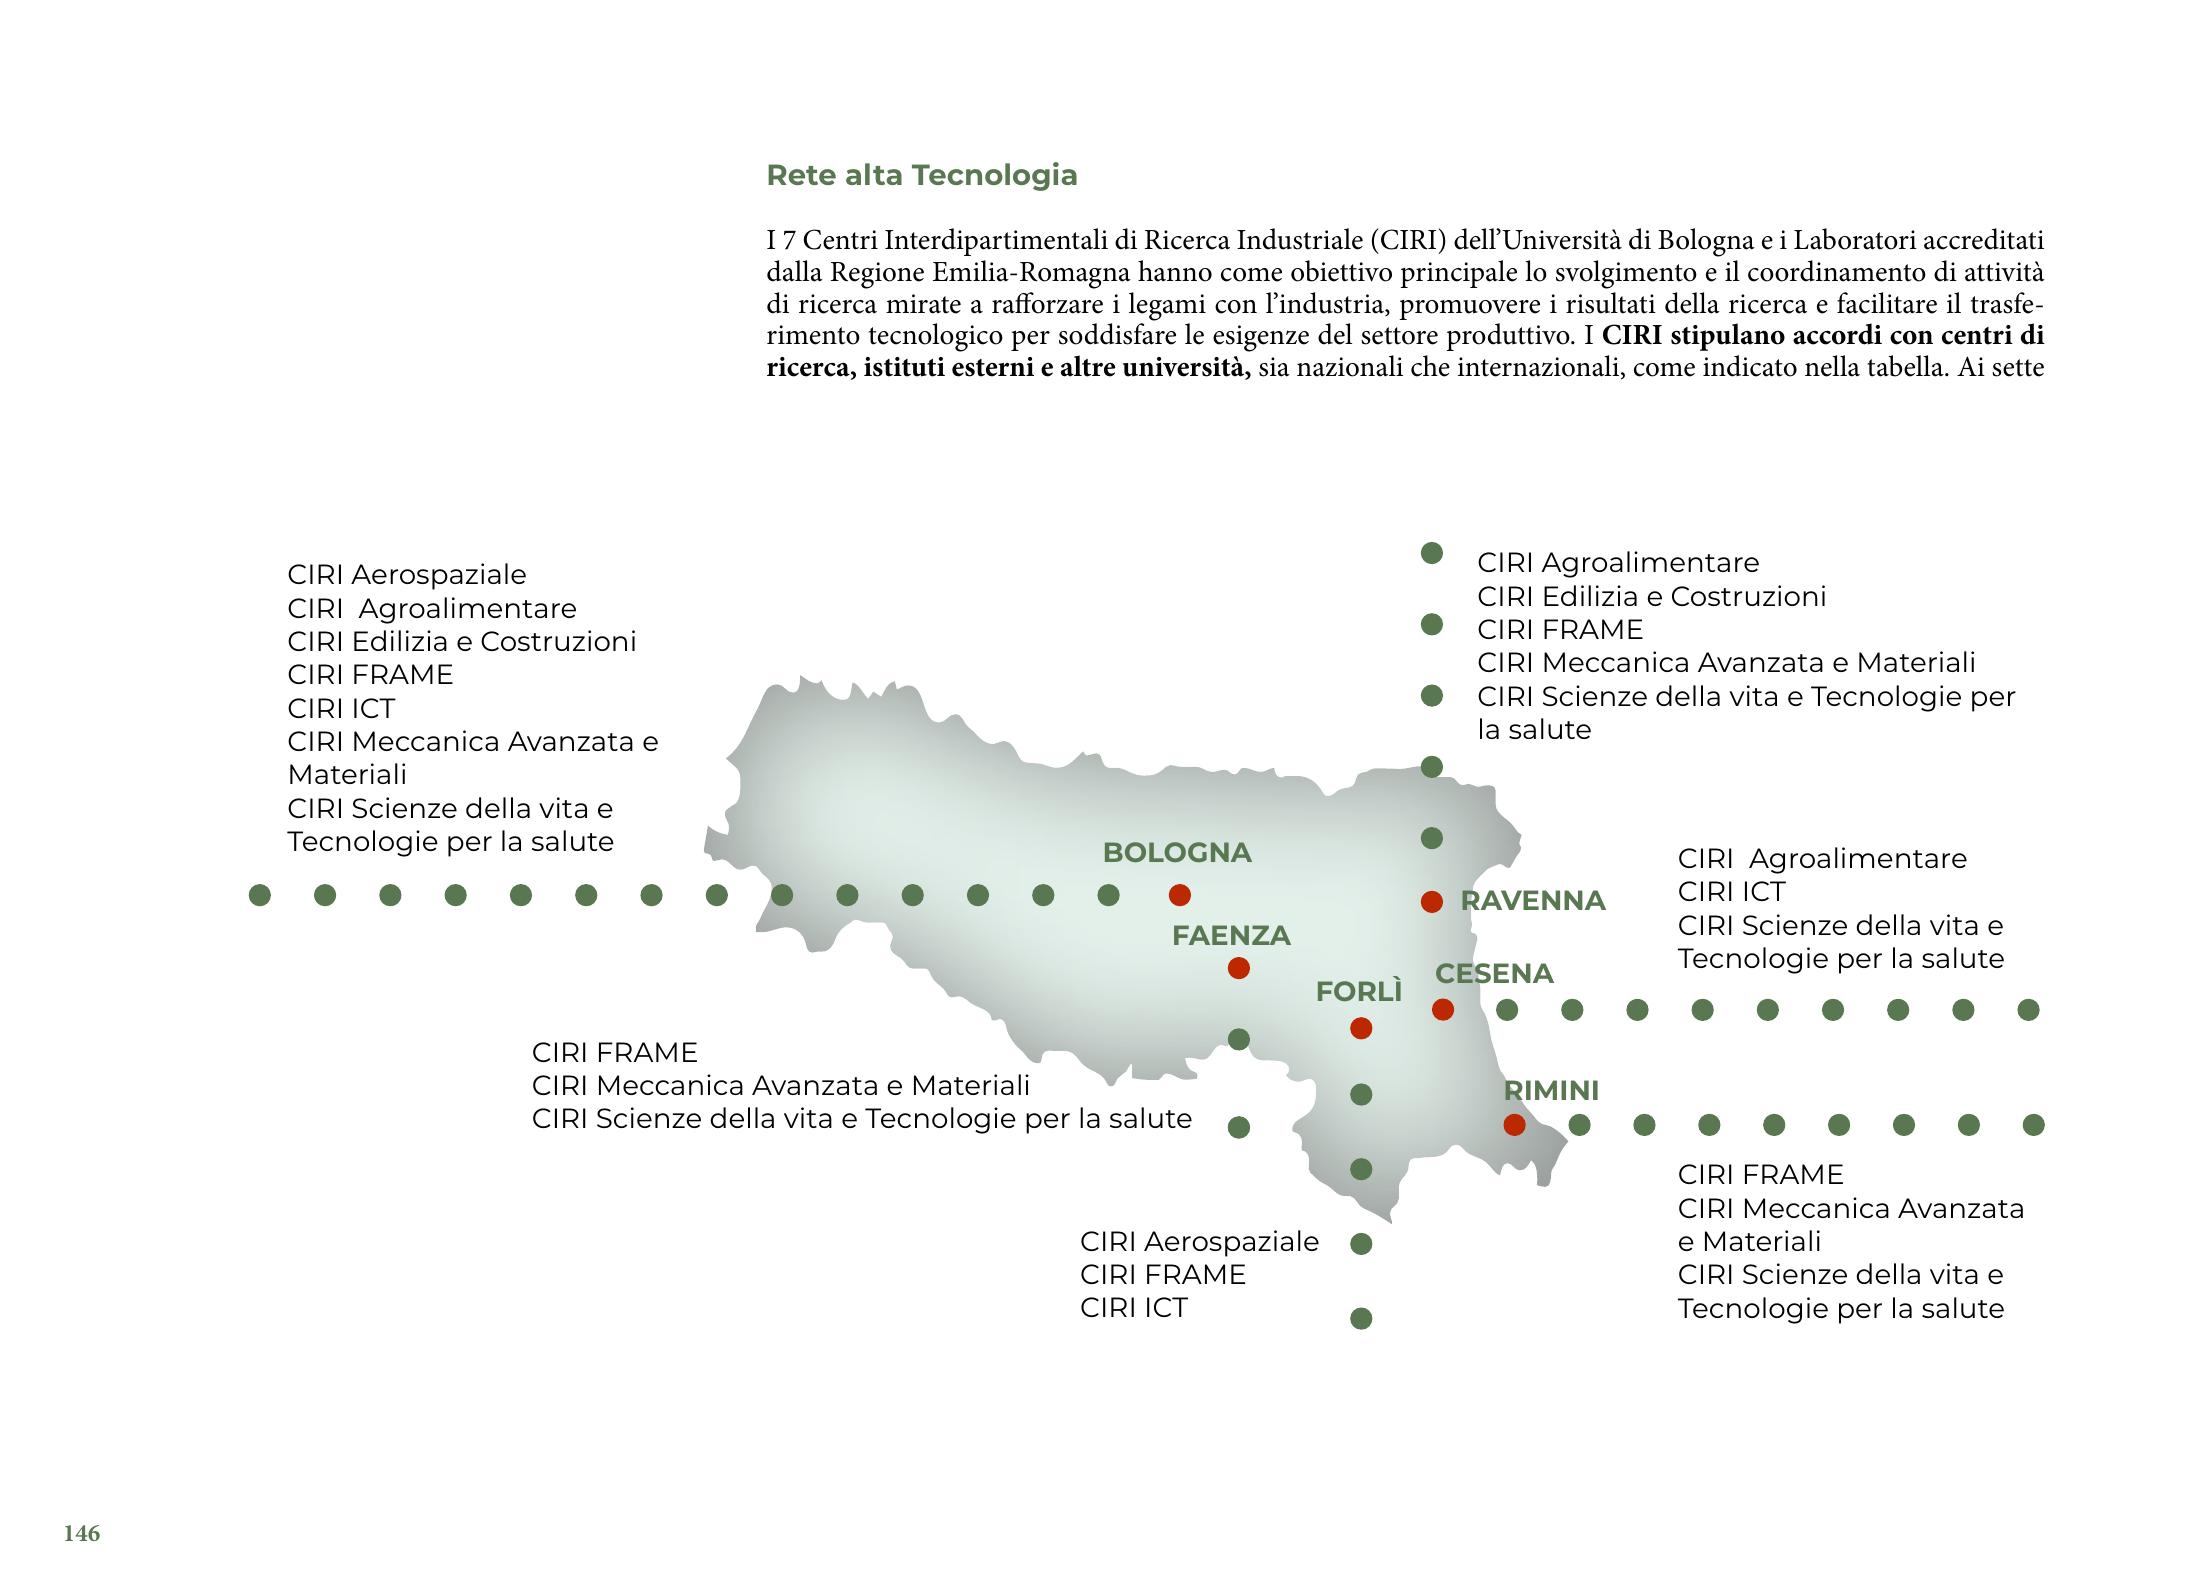 Rete alta Tecnologia
I 7 Centri Interdipartimentali di Ricerca Industriale (CIRI) dell’Università di Bologna e i Laboratori accreditati
dalla Regione Emilia-Romagna hanno come obiettivo principale lo svolgimento e il coordinamento di attività
di ricerca mirate a rafforzare i legami con l’industria, promuovere i risultati della ricerca e facilitare il trasfe-
rimento tecnologico per soddisfare le esigenze del settore produttivo. I CIRI stipulano accordi con centri di
ricerca, istituti esterni e altre università, sia nazionali che internazionali, come indicato nella tabella. Ai sette
CIRI Aerospaziale
CIRI  Agroalimentare
CIRI Edilizia e Costruzioni
CIRI FRAME
CIRI ICT
CIRI Meccanica Avanzata e
Materiali
CIRI Scienze della vita e
Tecnologie per la salute
BOLOGNA
CIRI Agroalimentare
CIRI Edilizia e Costruzioni
CIRI FRAME
CIRI Meccanica Avanzata e Materiali
CIRI Scienze della vita e Tecnologie per
la salute
RAVENNA
CIRI  Agroalimentare
CIRI ICT
CIRI Scienze della vita e
Tecnologie per la salute
CESENA
FAENZA
FORLÌ
CIRI FRAME
CIRI Meccanica Avanzata e Materiali
CIRI Scienze della vita e Tecnologie per la salute
RIMINI
CIRI FRAME
CIRI Meccanica Avanzata
e Materiali
CIRI Scienze della vita e
Tecnologie per la salute
CIRI Aerospaziale
CIRI FRAME
CIRI ICT
146